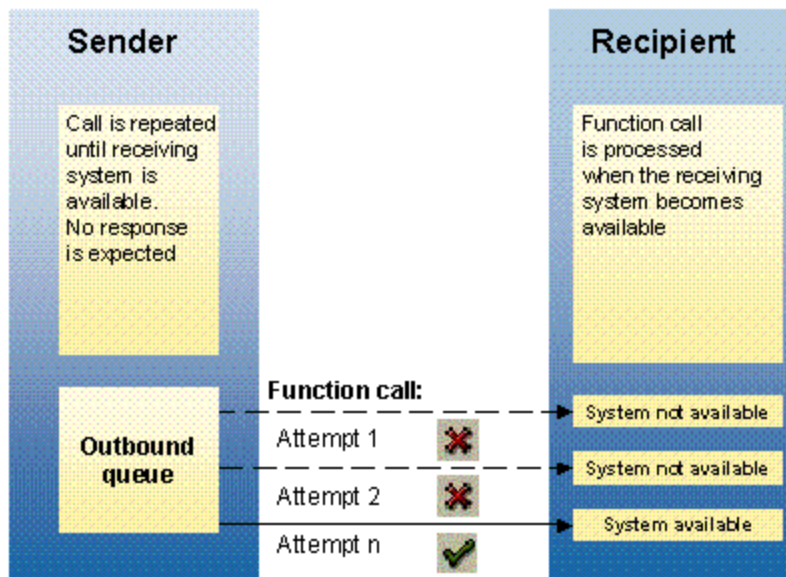 Sender
Recipient
Call is repeated
until receiving
system is
available.
No response
is expected
Function call
is processed
when the receiving
system becomes
available
Function call:
Outbound
queue
Attempt 1
Attempt 2
Attempt n
System not available
System not available
System available